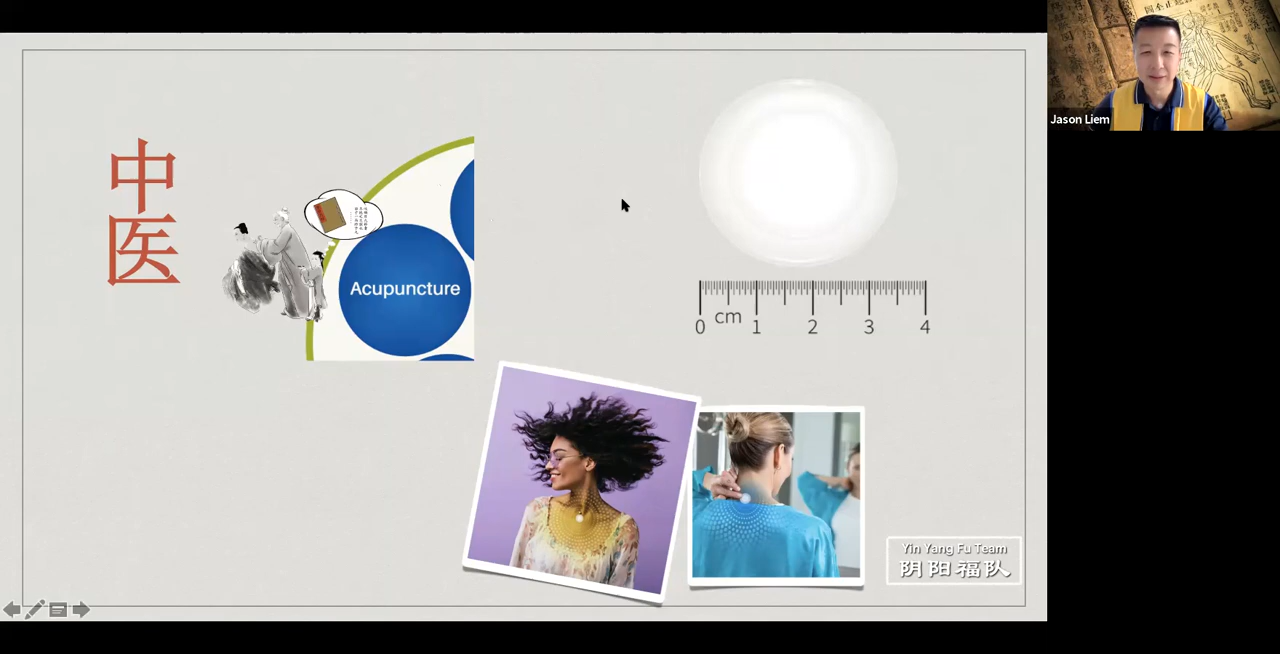 中
医
Acupuncture
0 cm 1 2 3 4
Yin Yang Fu Team
阴阳福队
Jason Liem